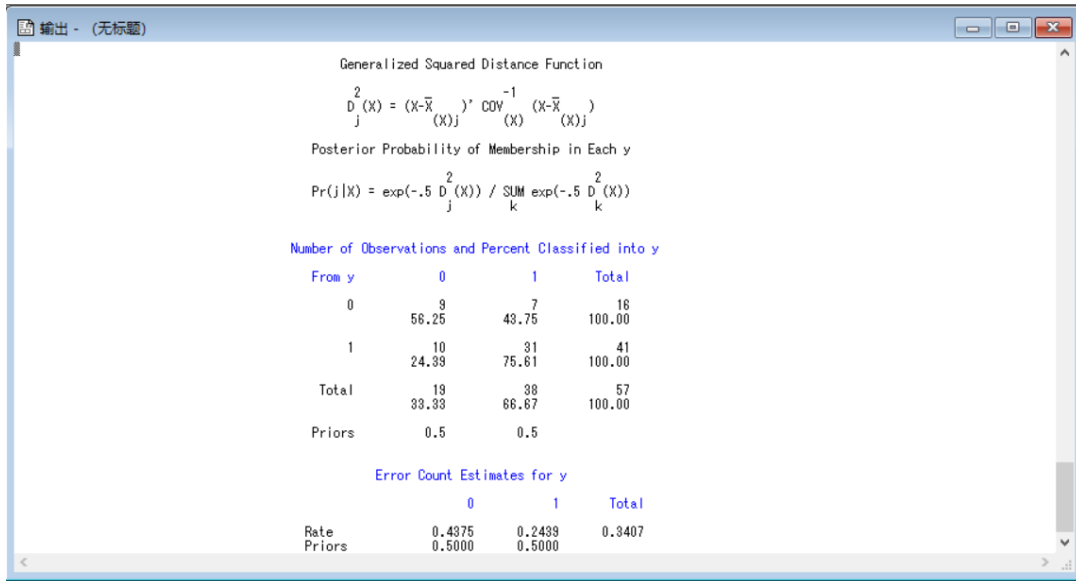 输出 - (无标题)
Generalized Squared Distance Function
2 _ -1 _
D (X) = (X-X )' COV (X-X )
j (X)j (X) (X)j
Posterior Probability of Membership in Each y
2 2
Pr(j|X) = exp(-.5 D (X)) / SUM exp(-.5 D (X))
j k k
Number of Observations and Percent Classified into y
From y 0 1 Total
0 9 7 16
56.25 43.75 100.00
1 10 31 41
24.39 75.61 100.00
Total 19 38 57
33.33 66.67 100.00
Priors 0.5 0.5
Error Count Estimates for y
0 1 Total
Rate 0.4375 0.2439 0.3407
Priors 0.5000 0.5000